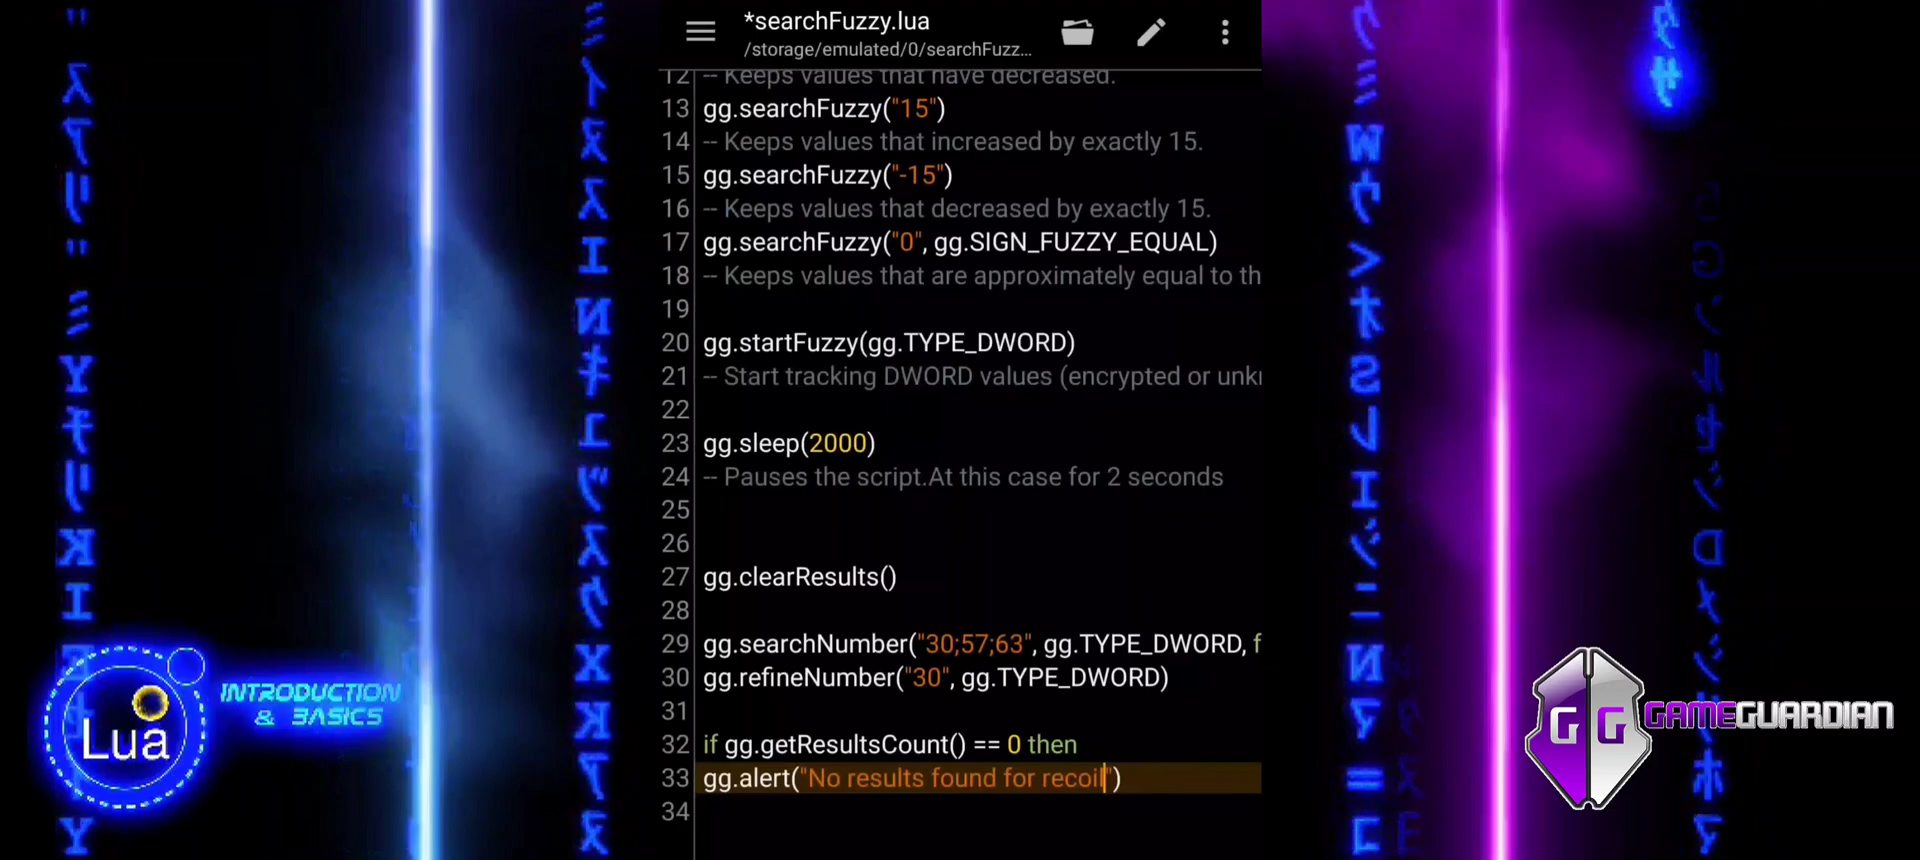 *searchFuzzy.lua
/storage/emulated/0/searchFuzz...
12 -- Keeps values that have decreased.
13 gg.searchFuzzy("15")
14 -- Keeps values that increased by exactly 15.
15 gg.searchFuzzy("-15")
16 -- Keeps values that decreased by exactly 15.
17 gg.searchFuzzy("0", gg.SIGN_FUZZY_EQUAL)
18 -- Keeps values that are approximately equal to th
19
20 gg.startFuzzy(gg.TYPE_DWORD)
21 -- Start tracking DWORD values (encrypted or unk
22
23 gg.sleep(2000)
24 -- Pauses the script.At this case for 2 seconds
25
26
27 gg.clearResults()
28
29 gg.searchNumber("30;57;63", gg.TYPE_DWORD, f
30 gg.refineNumber("30", gg.TYPE_DWORD)
31
32 if gg.getResultsCount() == 0 then
33 gg.alert("No results found for recoil")
34
Lua
INTRODUCTION
& BASICS
GG
GAMEGUARDIAN